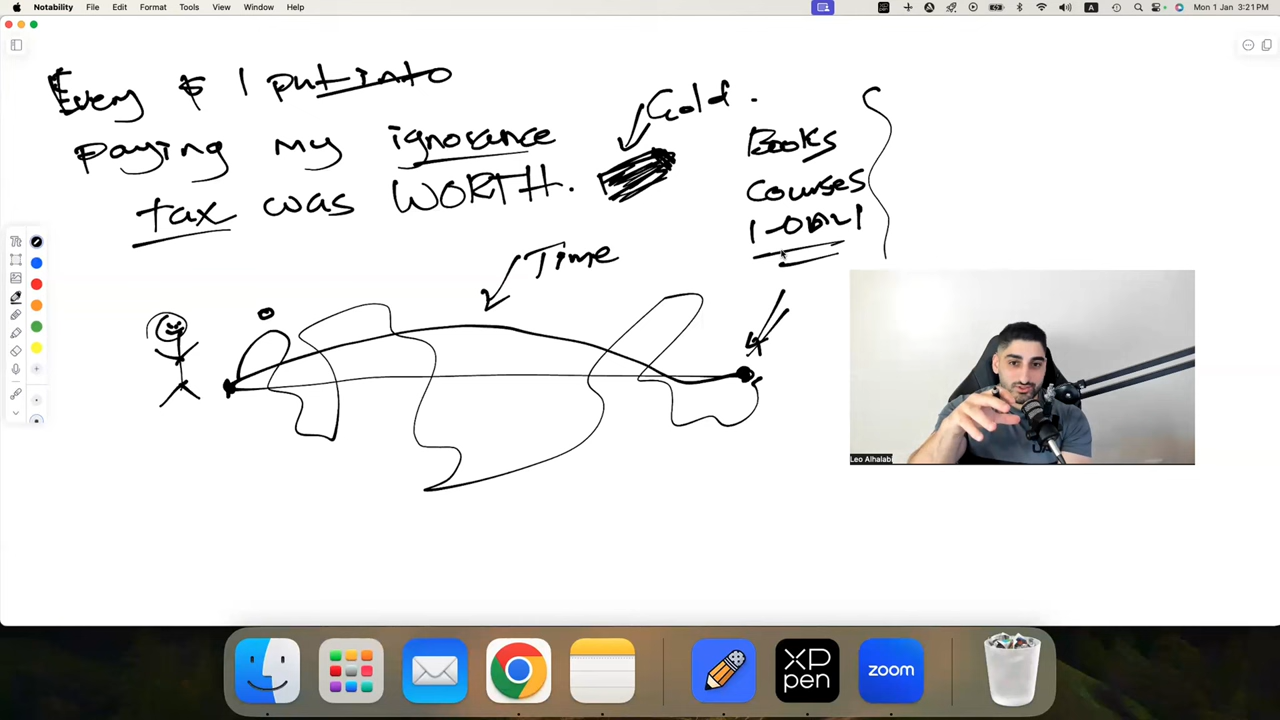 Notability File Edit Format Tools View Window Help
A Mon 1 Jan 3:21 PM
Every $ I put into
paying my ignorance
tax was WORTH.
Gold.
Books
Courses
1-on-1
Time
Tt
Leo Alhalabi
XP
pen
zoom